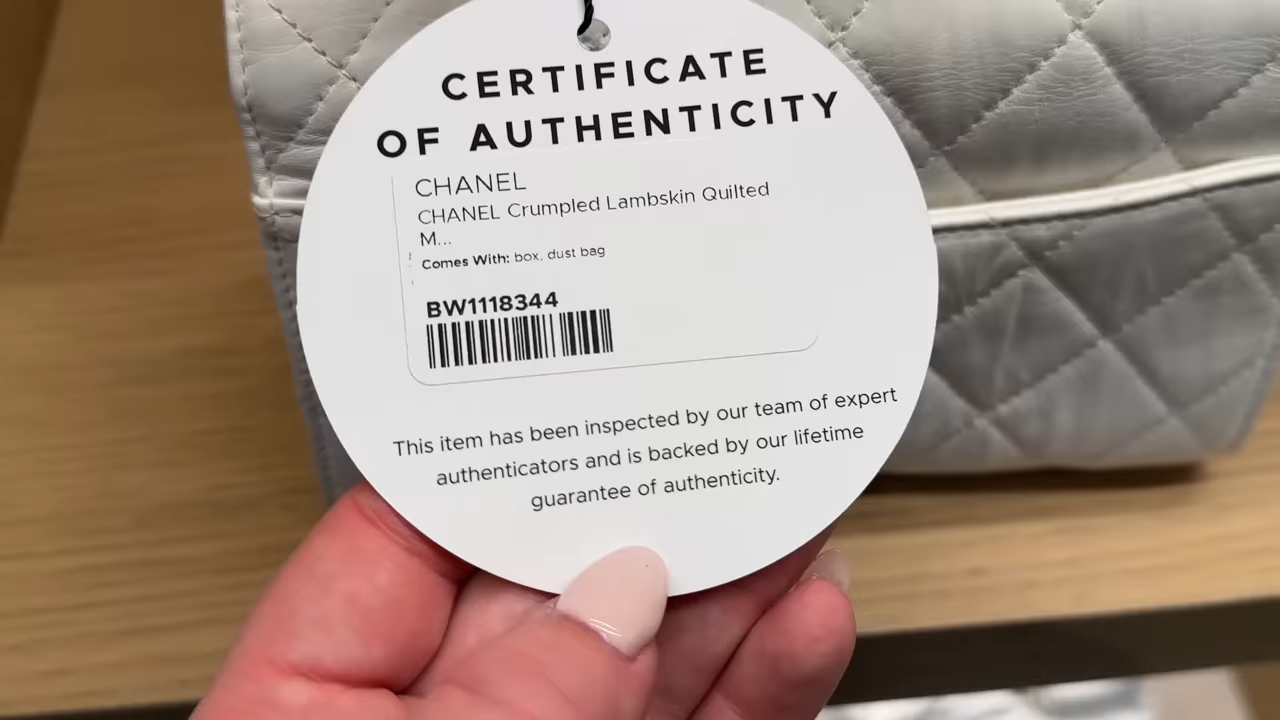 CERTIFICATE
OF AUTHENTICITY
CHANEL
CHANEL Crumpled Lambskin Quilted
M...
Comes With: box, dust bag
BW1118344
This item has been inspected by our team of expert
authenticators and is backed by our lifetime
guarantee of authenticity.